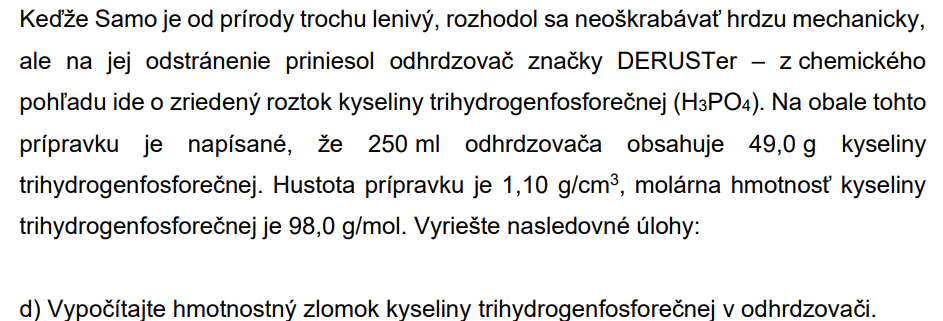 Keďže Samo je od prírody trochu lenivý, rozhodol sa neoškrabávať hrdzu mechanicky,
ale na jej odstránenie priniesol odhrdzovač značky DERUSTer – z chemického
pohľadu ide o zriedený roztok kyseliny trihydrogenfosforečnej (H₃PO₄). Na obale tohto
prípravku je napísané, že 250 ml odhrdzovača obsahuje 49,0 g kyseliny
trihydrogenfosforečnej. Hustota prípravku je 1,10 g/cm³, molárna hmotnosť kyseliny
trihydrogenfosforečnej je 98,0 g/mol. Vyriešte nasledovné úlohy:
d) Vypočítajte hmotnostný zlomok kyseliny trihydrogenfosforečnej v odhrdzovači.